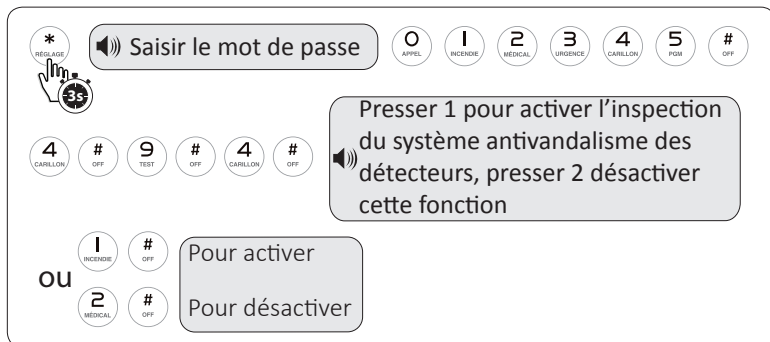 * RÉGLAGE Saisir le mot de passe 0 APPEL 1 INCENDIE 2 MÉDICAL 3 URGENCE 4 CARILLON 5 PGM # OFF
3s
4 CARILLON # OFF 9 TEST # OFF 4 CARILLON # OFF
Presser 1 pour activer l’inspection
du système antivandalisme des
détecteurs, presser 2 désactiver
cette fonction
ou
1 INCENDIE # OFF Pour activer
2 MÉDICAL # OFF Pour désactiver